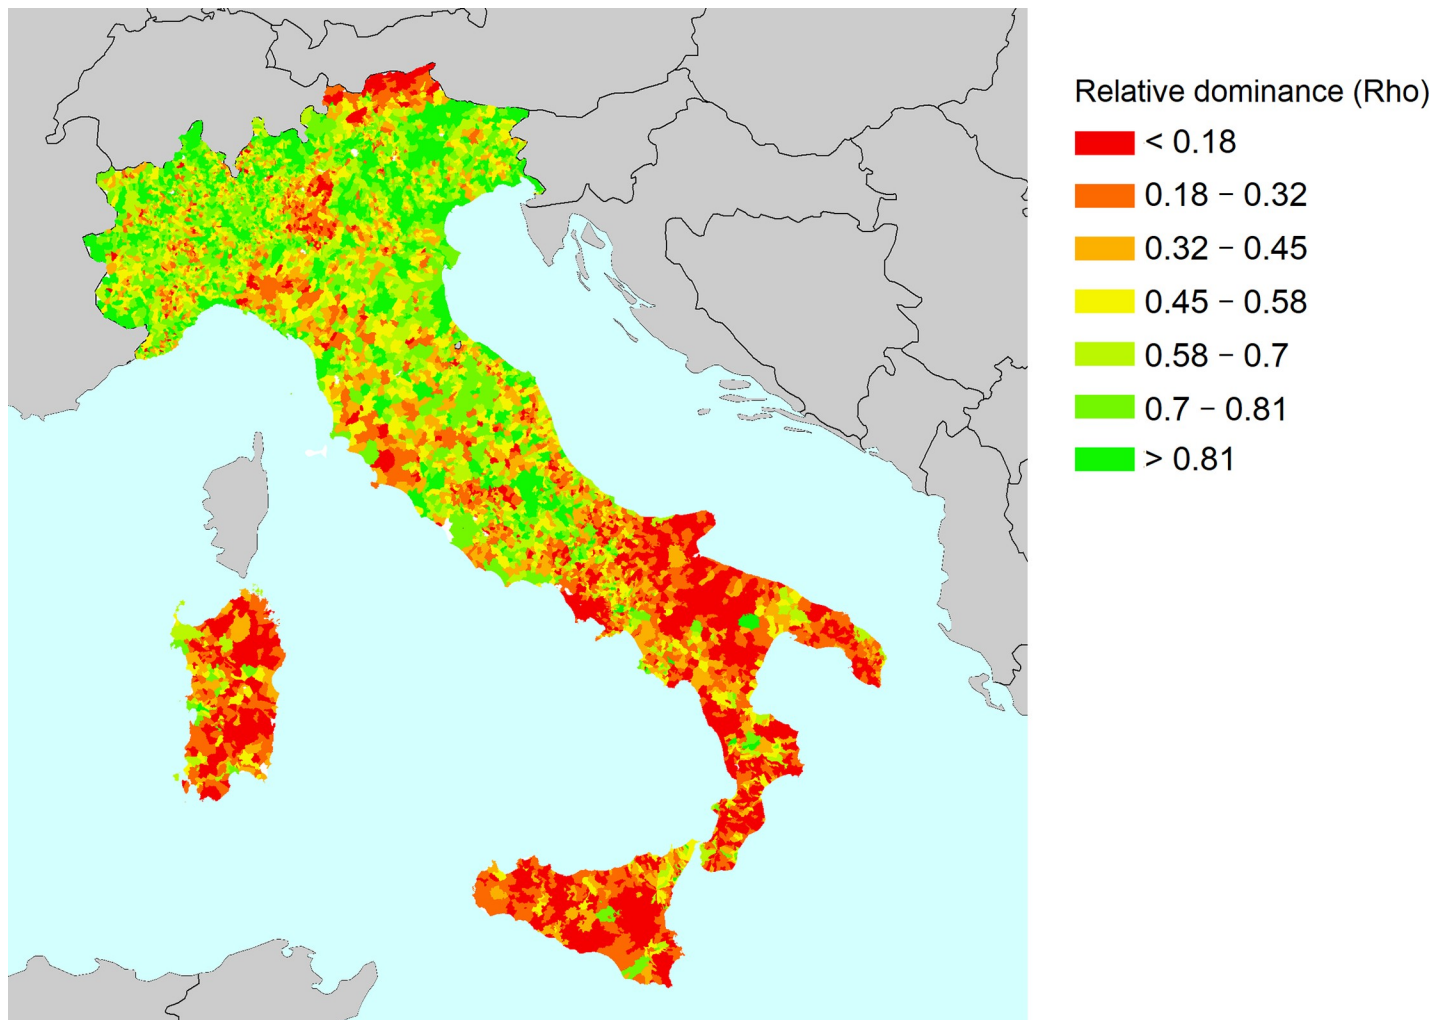 Relative dominance (Rho)
< 0.18
0.18 – 0.32
0.32 – 0.45
0.45 – 0.58
0.58 – 0.7
0.7 – 0.81
> 0.81